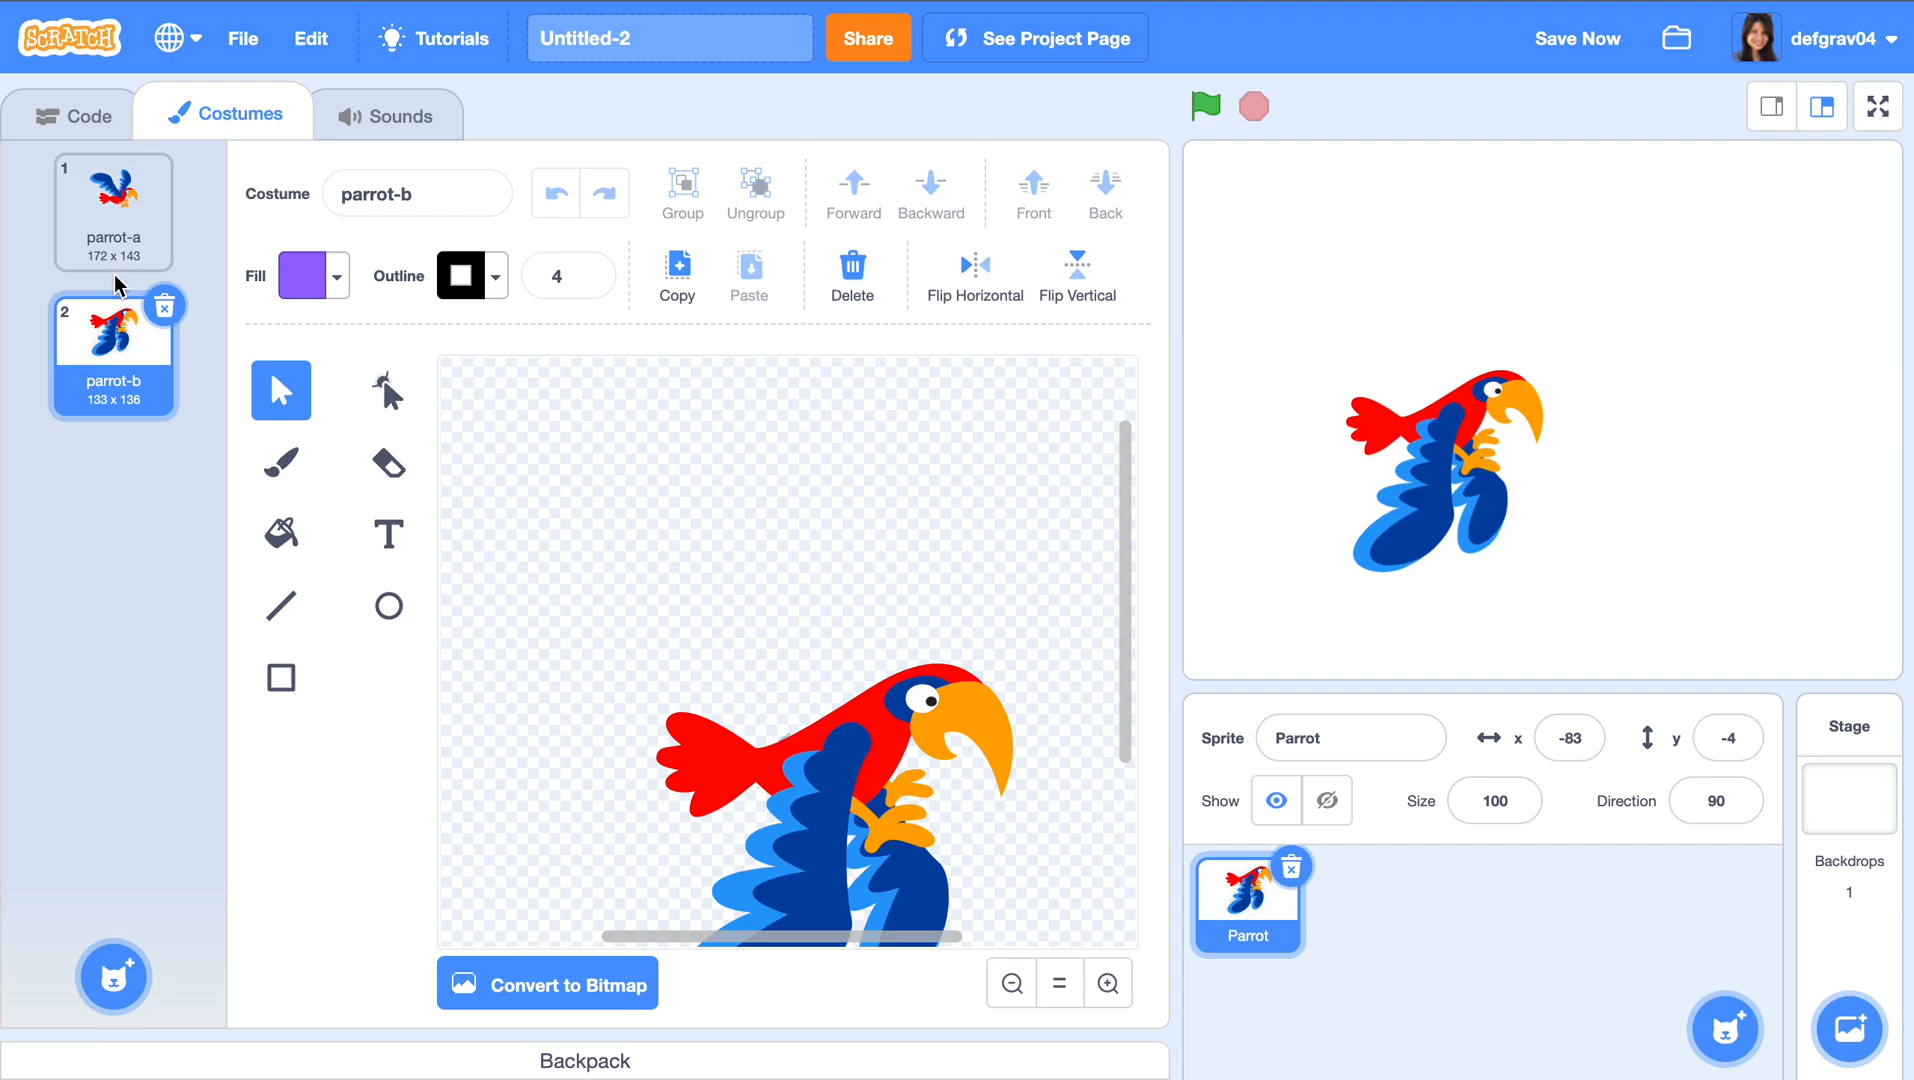 SCRATCH
File
Edit
Tutorials
Untitled-2
Share
See Project Page
Save Now
defgrav04
Code
Costumes
Sounds
1
parrot-a
172 x 143
2
parrot-b
133 x 136
Costume
parrot-b
Group
Ungroup
Forward
Backward
Front
Back
Fill
Outline
4
Copy
Paste
Delete
Flip Horizontal
Flip Vertical
T
Convert to Bitmap
Backpack
Sprite
Parrot
x
-83
y
-4
Show
Size
100
Direction
90
Parrot
Stage
Backdrops
1